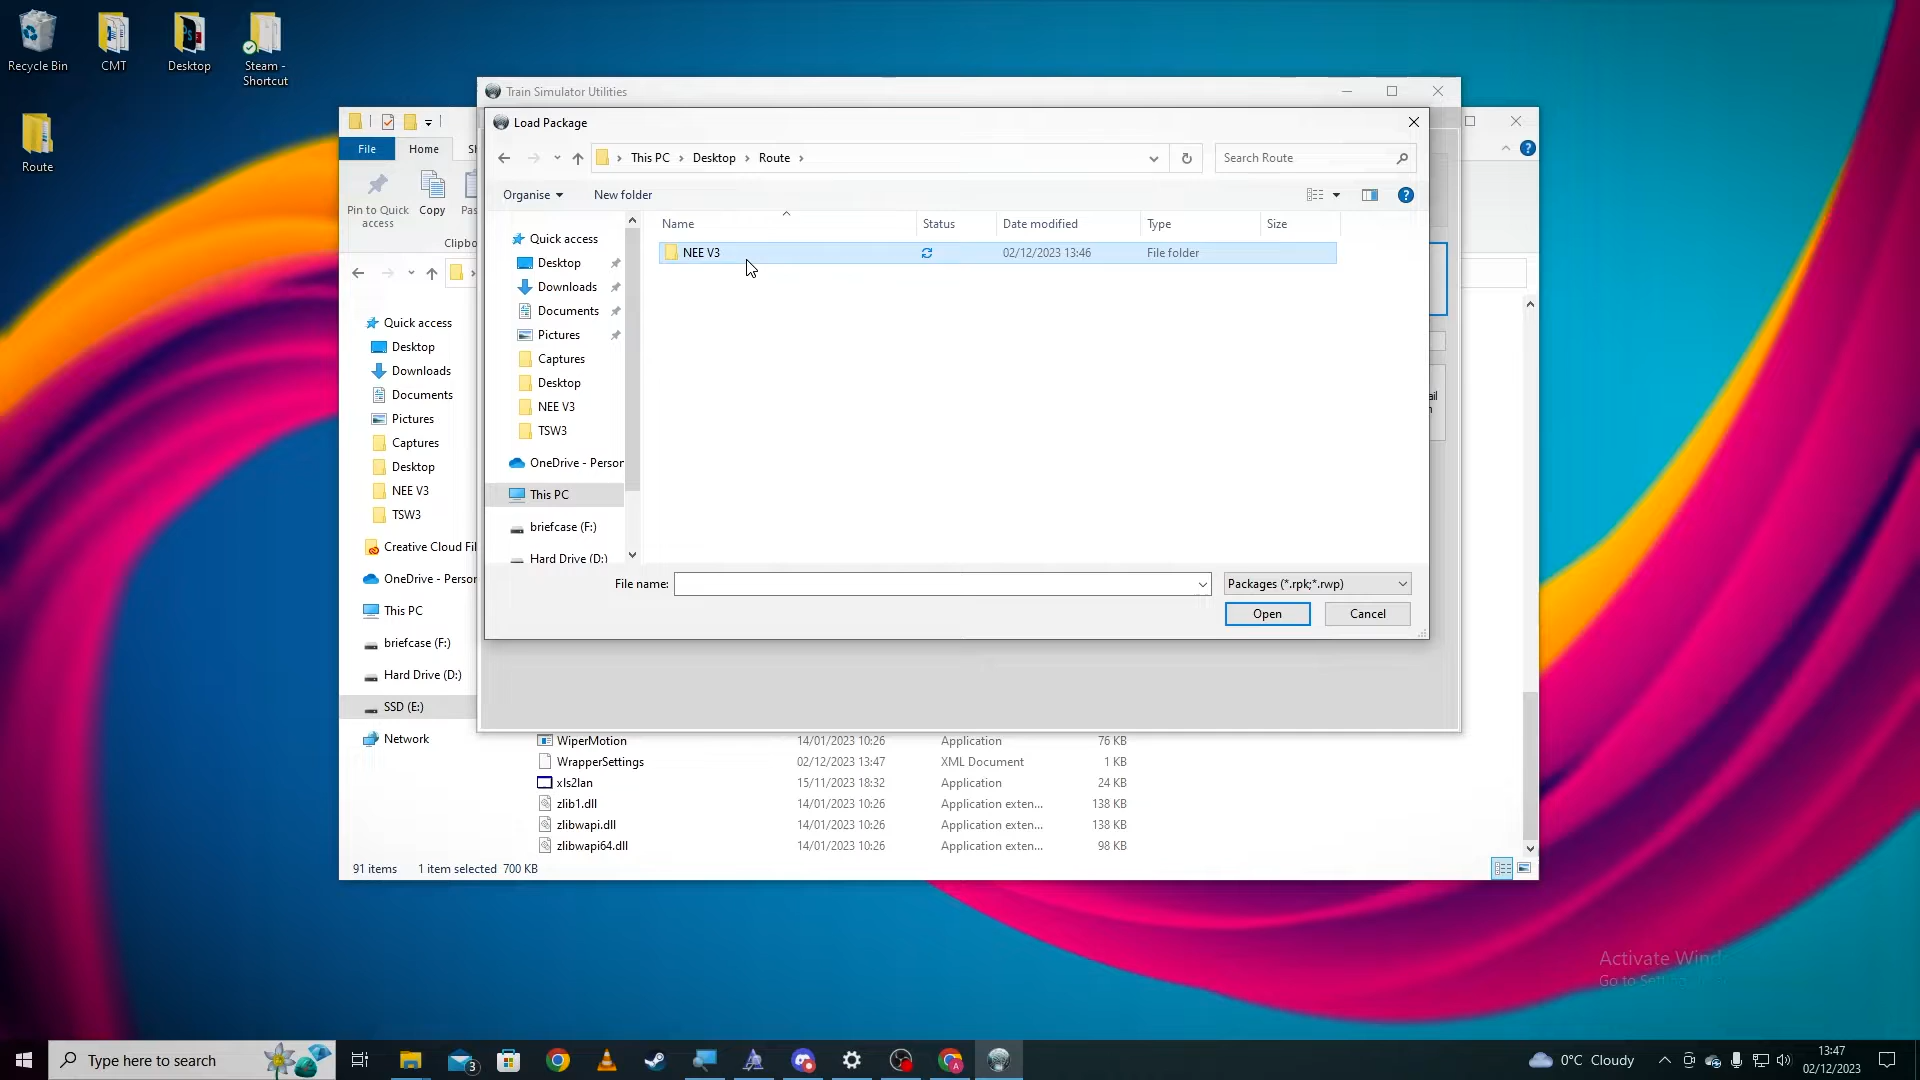 Recycle Bin
CMT
Desktop
Steam -
Shortcut
Route
Train Simulator Utilities
Load Package
This PC
Desktop
Route
Search Route
Organise
New folder
Name
Status
Date modified
Type
Size
NEE V3
02/12/2023 13:46
File folder
Quick access
Desktop
Downloads
Documents
Pictures
Captures
Desktop
NEE V3
TSW3
OneDrive - Person
This PC
briefcase (F:)
Hard Drive (D:)
File name:
Packages (*.rpk;*.rwp)
Open
Cancel
File
Home
Pin to Quick
access
Copy
Clipbo
Quick access
Desktop
Downloads
Documents
Pictures
Captures
Desktop
NEE V3
TSW3
Creative Cloud Fil
OneDrive - Person
This PC
briefcase (F:)
Hard Drive (D:)
SSD (E:)
Network
WiperMotion 14/01/2023 10:26 Application 76 KB
WrapperSettings 02/12/2023 13:47 XML Document 1 KB
xls2lan 15/11/2023 18:32 Application 24 KB
zlib1.dll 14/01/2023 10:26 Application exten... 138 KB
zlibwapi.dll 14/01/2023 10:26 Application exten... 138 KB
zlibwapi64.dll 14/01/2023 10:26 Application exten... 98 KB
91 items 1 item selected 700 KB
Activate Wind
Go to
Type here to search
3
0°C Cloudy
13:47
02/12/2023